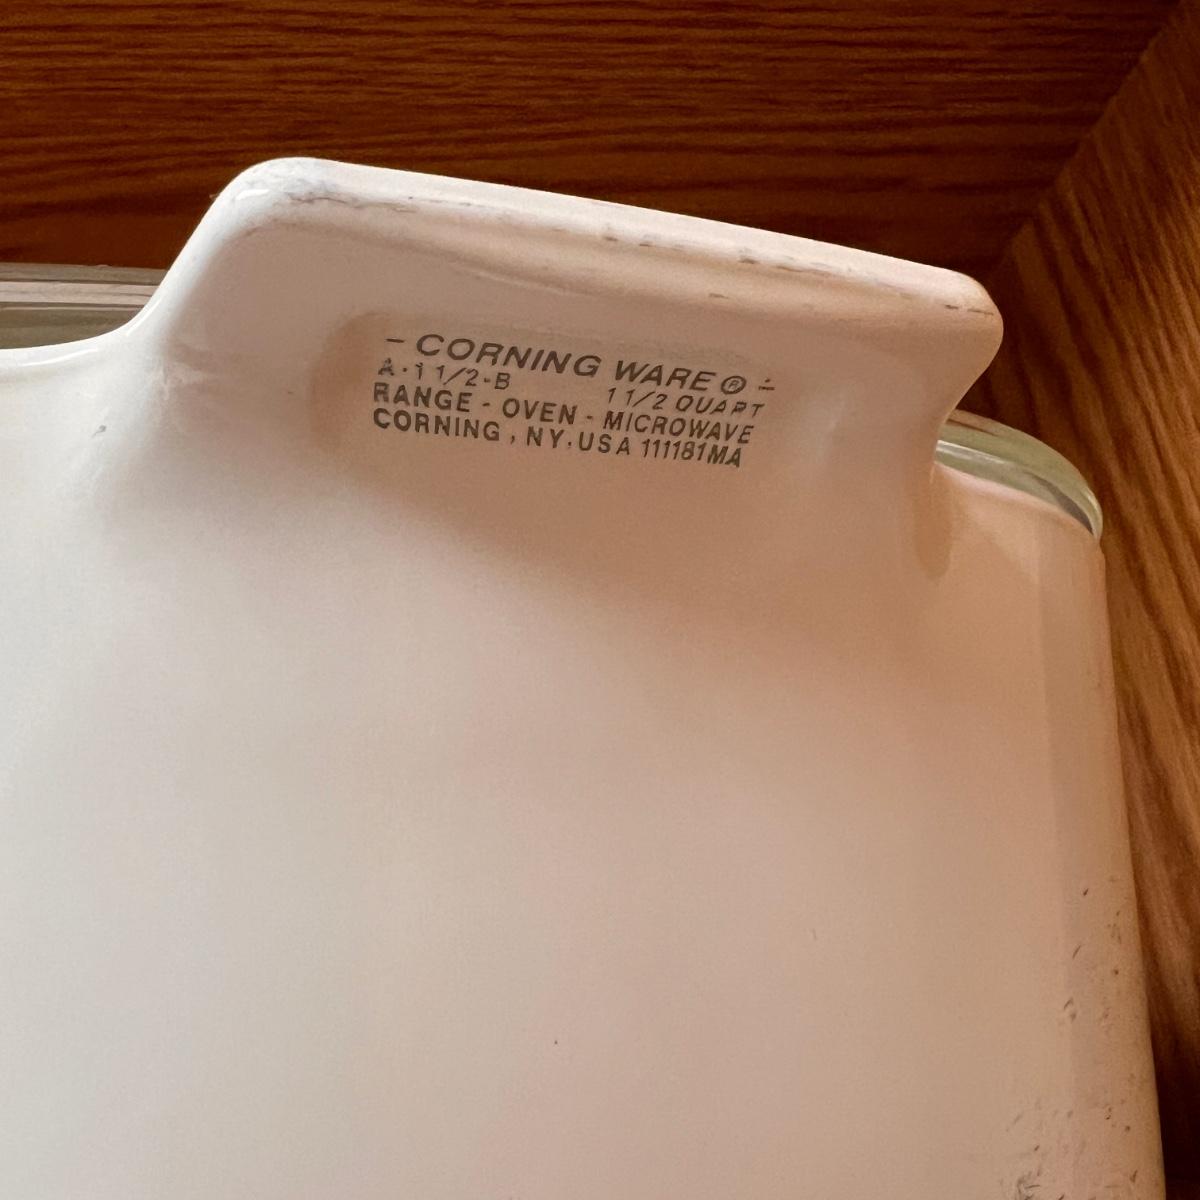 - CORNING WARE ® -
A-1 1/2-B 1 1/2 QUART
RANGE - OVEN - MICROWAVE
CORNING, NY. USA 111181MA